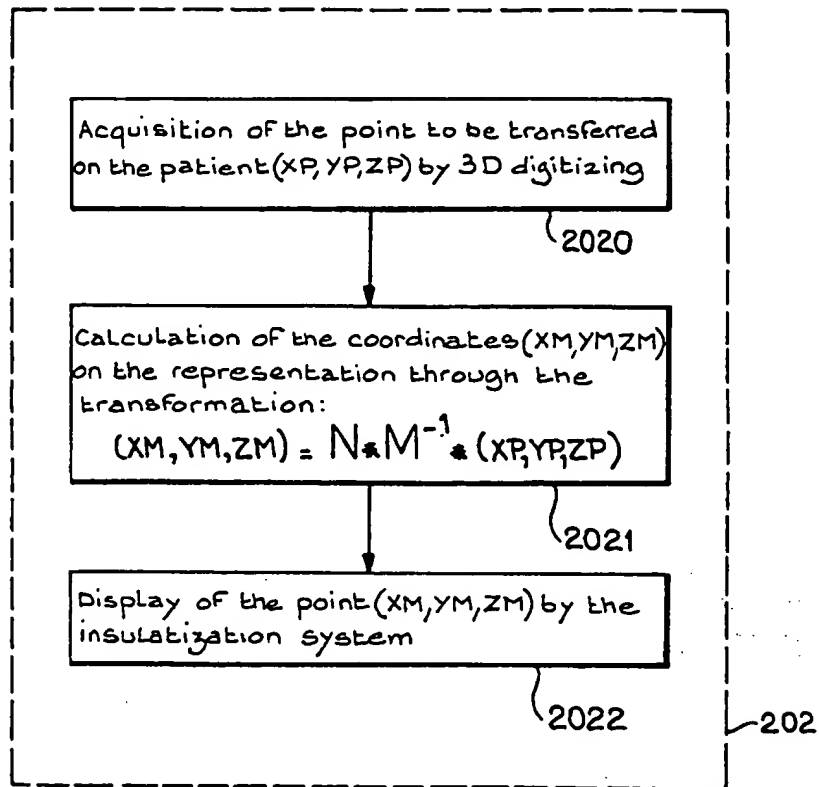 Acquisition of the point to be transferred
on the patient (XP, YP, ZP) by 3D digitizing
2020
Calculation of the coordinates (XM, YM, ZM)
on the representation through the
transformation:
(XM, YM, ZM) = N * M⁻¹ * (XP, YP, ZP)
2021
Display of the point (XM, YM, ZM) by the
insulatization system
2022
202